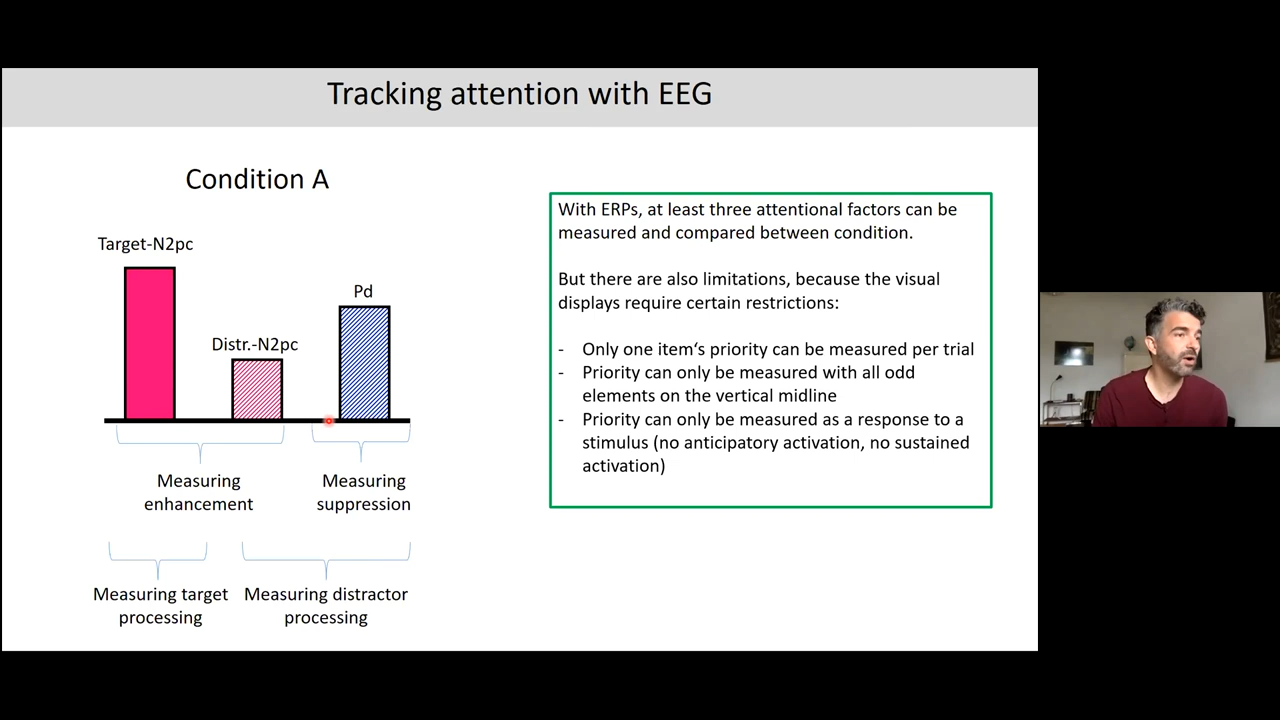 Tracking attention with EEG
Condition A
Target-N2pc
Distr.-N2pc
Pd
Measuring
enhancement
Measuring
suppression
Measuring target
processing
Measuring distractor
processing
With ERPs, at least three attentional factors can be
measured and compared between condition.
But there are also limitations, because the visual
displays require certain restrictions:
- Only one item‘s priority can be measured per trial
- Priority can only be measured with all odd
elements on the vertical midline
- Priority can only be measured as a response to a
stimulus (no anticipatory activation, no sustained
activation)